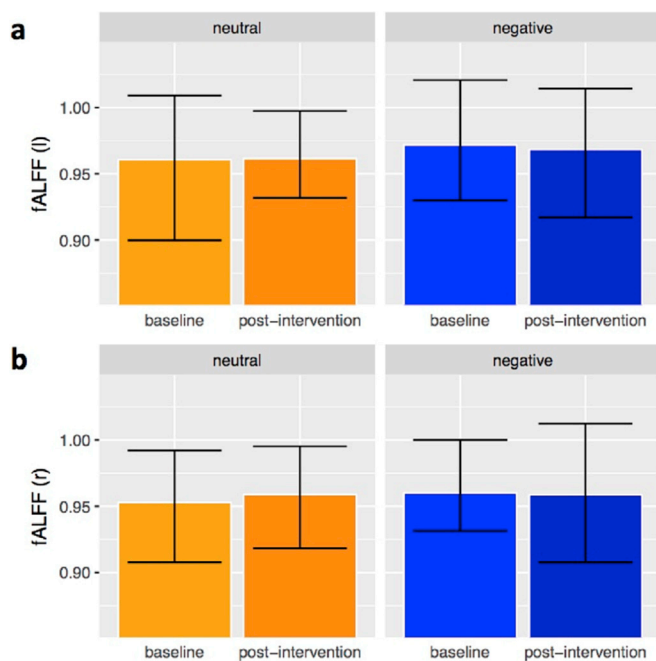 a
neutral negative
fALFF (l)
1.00
0.95
0.90
baseline post-intervention baseline post-intervention
b
neutral negative
fALFF (r)
1.00
0.95
0.90
baseline post-intervention baseline post-intervention